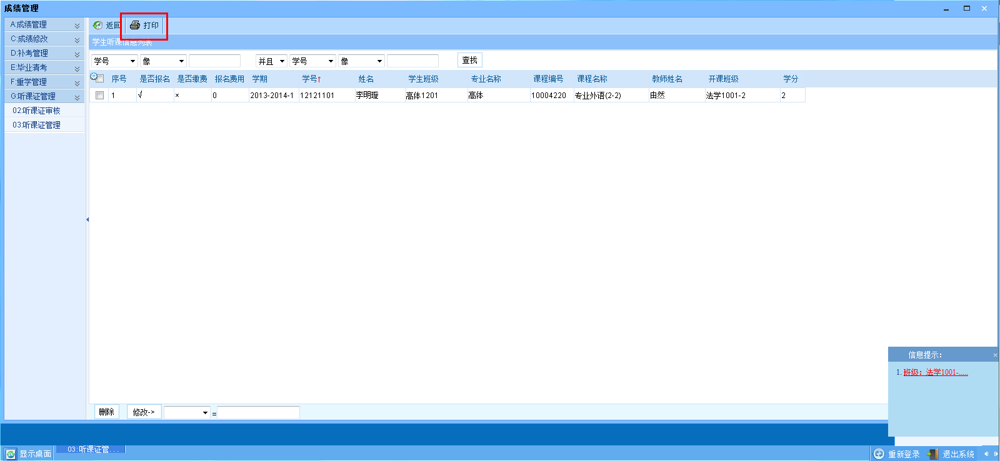 成绩管理
A:成绩管理
C:成绩修改
D:补考管理
E:毕业清考
F:重学管理
G:听课证管理
02:听课证审核
03:听课证管理
返回 打印
学生听课信息列表
学号 像 并且 学号 像 查找
序号 是否报名 是否缴费 报名费用 学期 学号↑ 姓名 学生班级 专业名称 课程编号 课程名称 教师姓名 开课班级 学分
1 √ × 0 2013-2014-1 12121101 李明璇 高体1201 高体 10004220 专业外语(2-2) 由然 法学1001-2 2
信息提示：
1. 班级：法学1001-.....
删除 修改-> =
显示桌面 03:听课证管... 重新登录 退出系统